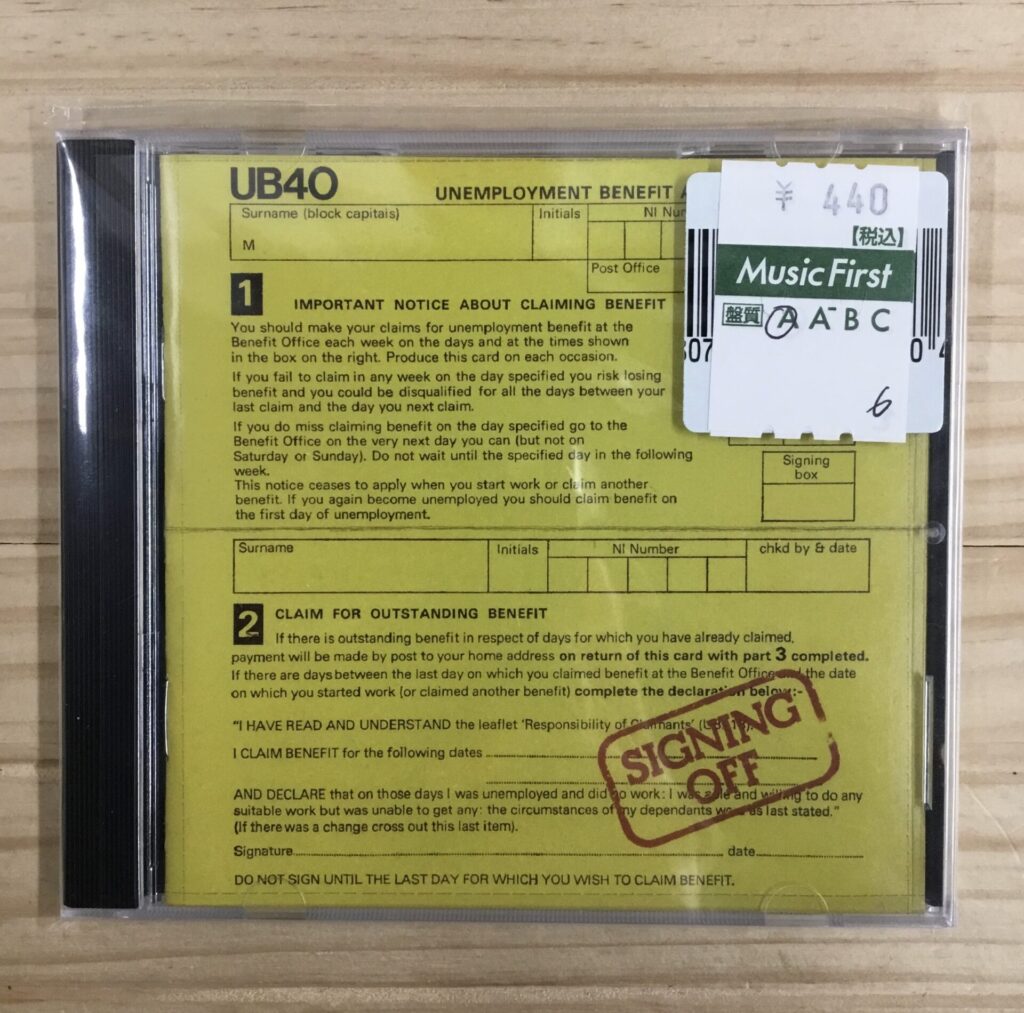 UB40
UNEMPLOYMENT BENEFIT
Surname (block capitals)
Initials
NI Num
M
Post Office
¥ 440
【税込】
Music First
盤質 A A⁻ B C
07
0
6
1
IMPORTANT NOTICE ABOUT CLAIMING BENEFIT
You should make your claims for unemployment benefit at the
Benefit Office each week on the days and at the times shown
in the box on the right. Produce this card on each occasion.
If you fail to claim in any week on the day specified you risk losing
benefit and you could be disqualified for all the days between your
last claim and the day you next claim.
If you do miss claiming benefit on the day specified go to the
Benefit Office on the very next day you can (but not on
Saturday or Sunday). Do not wait until the specified day in the following
week.
This notice ceases to apply when you start work or claim another
benefit. If you again become unemployed you should claim benefit on
the first day of unemployment.
Signing
box
Surname
Initials
NI Number
chkd by & date
2
CLAIM FOR OUTSTANDING BENEFIT
If there is outstanding benefit in respect of days for which you have already claimed,
payment will be made by post to your home address on return of this card with part 3 completed.
If there are days between the last day on which you claimed benefit at the Benefit Office and the date
on which you started work (or claimed another benefit) complete the declaration below:-
"I HAVE READ AND UNDERSTAND the leaflet 'Responsibility of Claimants'
I CLAIM BENEFIT for the following dates
SIGNING
OFF
AND DECLARE that on those days I was unemployed and did no work: I was able and willing to do any
suitable work but was unable to get any: the circumstances of my dependants were as last stated."
(If there was a change cross out this last item).
Signature
date
DO NOT SIGN UNTIL THE LAST DAY FOR WHICH YOU WISH TO CLAIM BENEFIT.